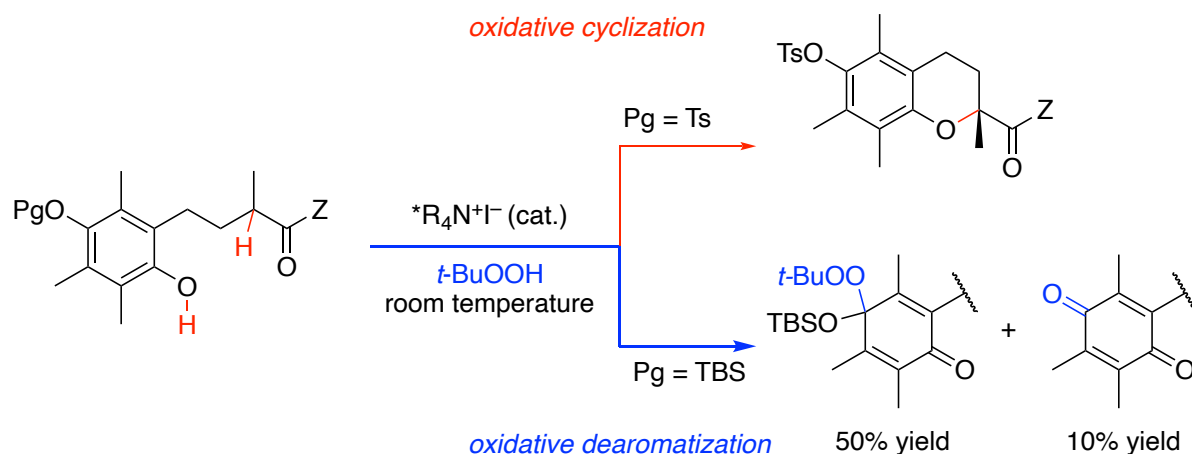 oxidative cyclization
TsO
O
Z
O
Pg = Ts
PgO
Z
H
O
O
H
*R₄N⁺I⁻ (cat.)
t-BuOOH
room temperature
Pg = TBS
t-BuOO
TBSO
O
+
O
O
50% yield
10% yield
oxidative dearomatization